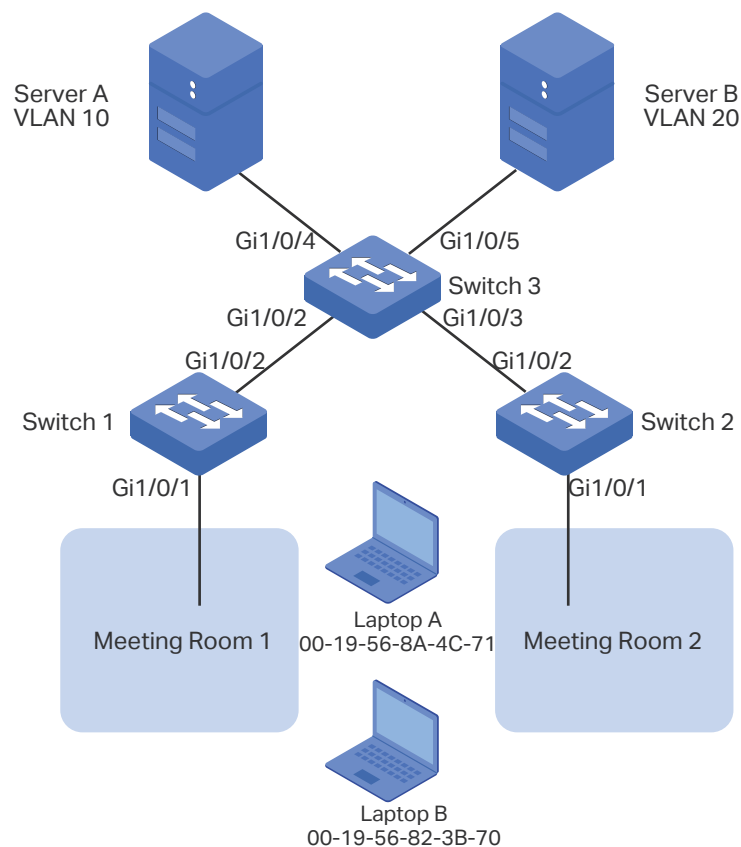 Server A
VLAN 10
Server B
VLAN 20
Gi1/0/4
Gi1/0/5
Switch 3
Gi1/0/2
Gi1/0/3
Gi1/0/2
Gi1/0/2
Switch 1
Switch 2
Gi1/0/1
Gi1/0/1
Meeting Room 1
Laptop A
00-19-56-8A-4C-71
Meeting Room 2
Laptop B
00-19-56-82-3B-70